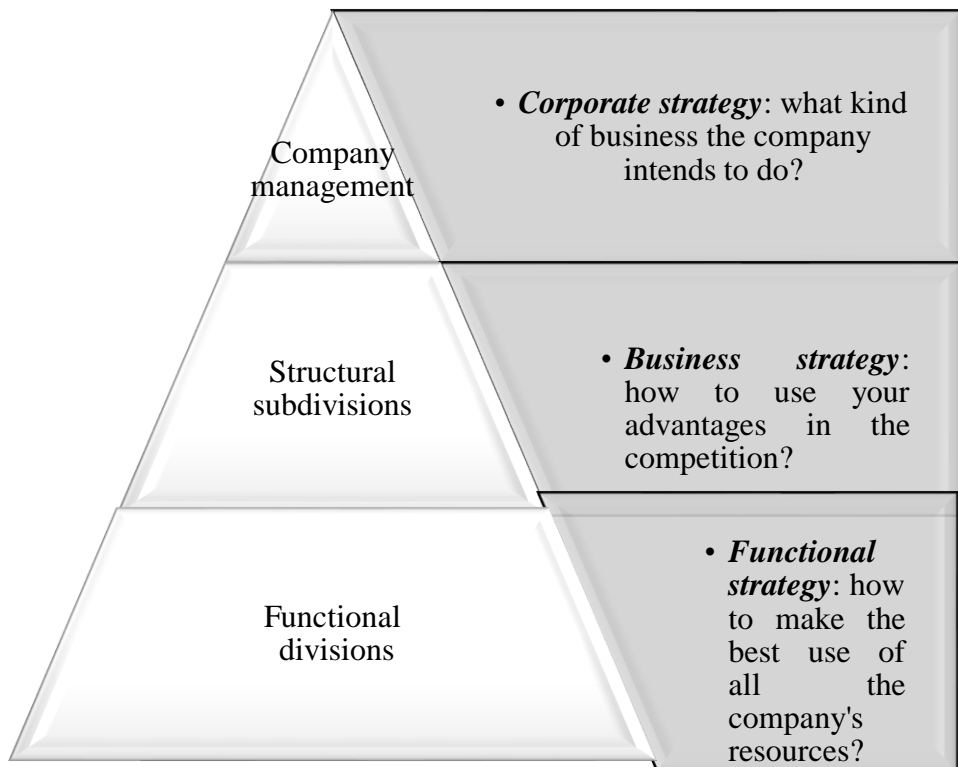 Company
management
• Corporate strategy: what kind
of business the company
intends to do?
Structural
subdivisions
• Business strategy:
how to use your
advantages in the
competition?
Functional
divisions
• Functional
strategy: how
to make the
best use of
all the
company's
resources?